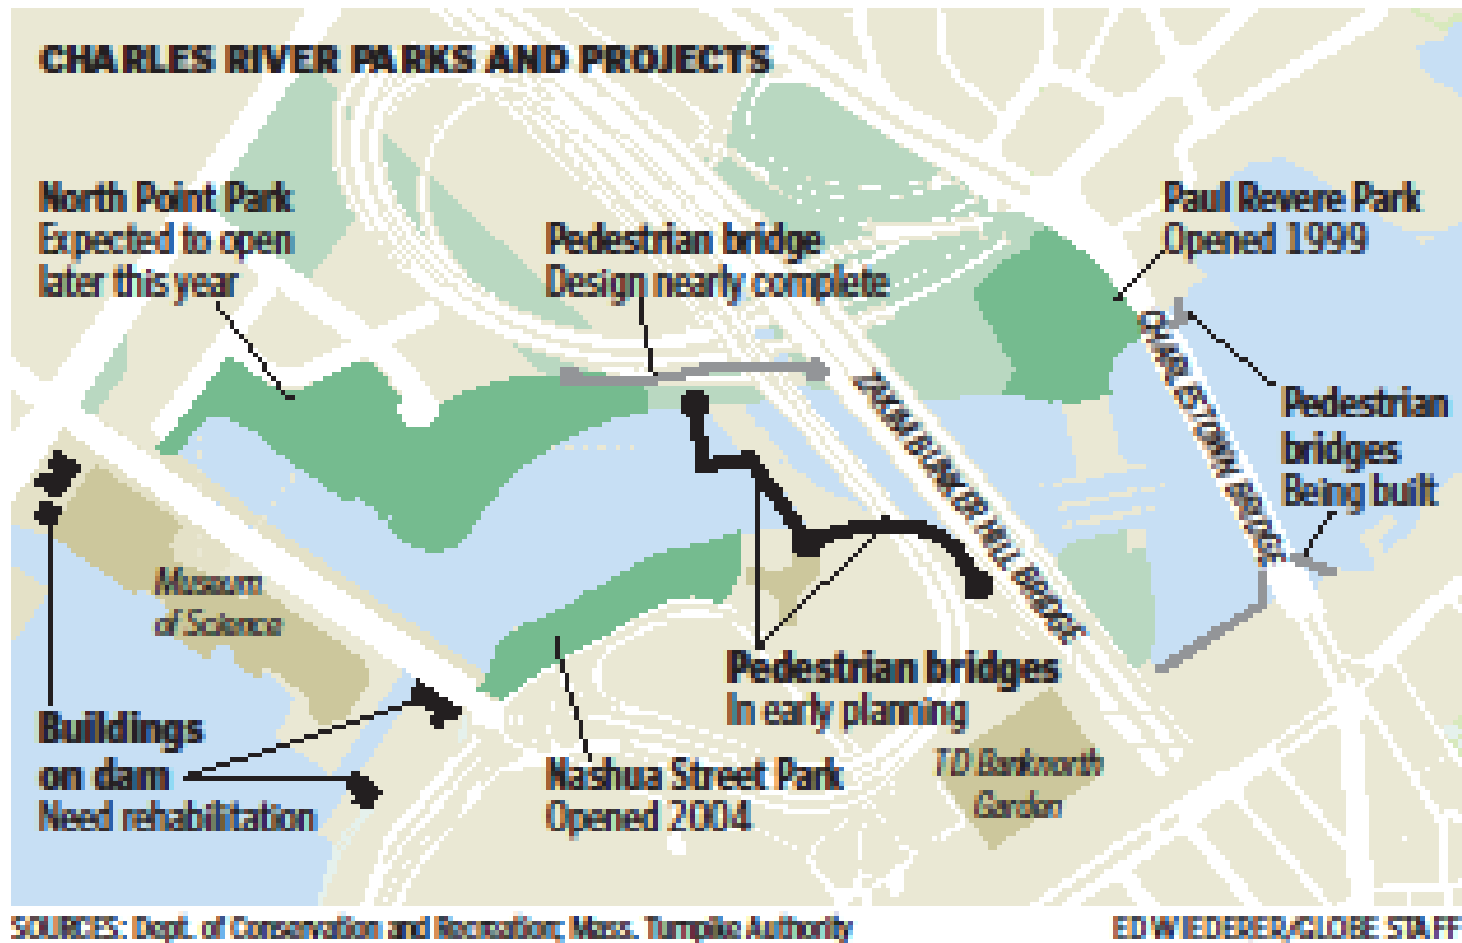 CHARLES RIVER PARKS AND PROJECTS
North Point Park
Expected to open
later this year
Pedestrian bridge
Design nearly complete
Paul Revere Park
Opened 1999
CHARLESTOWN BRIDGE
ZAKIM BUNKER HILL BRIDGE
Pedestrian
bridges
Being built
Museum
of Science
Buildings
on dam
Need rehabilitation
Pedestrian bridges
In early planning
Nashua Street Park
Opened 2004
TD Banknorth
Garden
SOURCES: Dept. of Conservation and Recreation; Mass. Turnpike Authority
ED WIEDERER/GLOBE STAFF